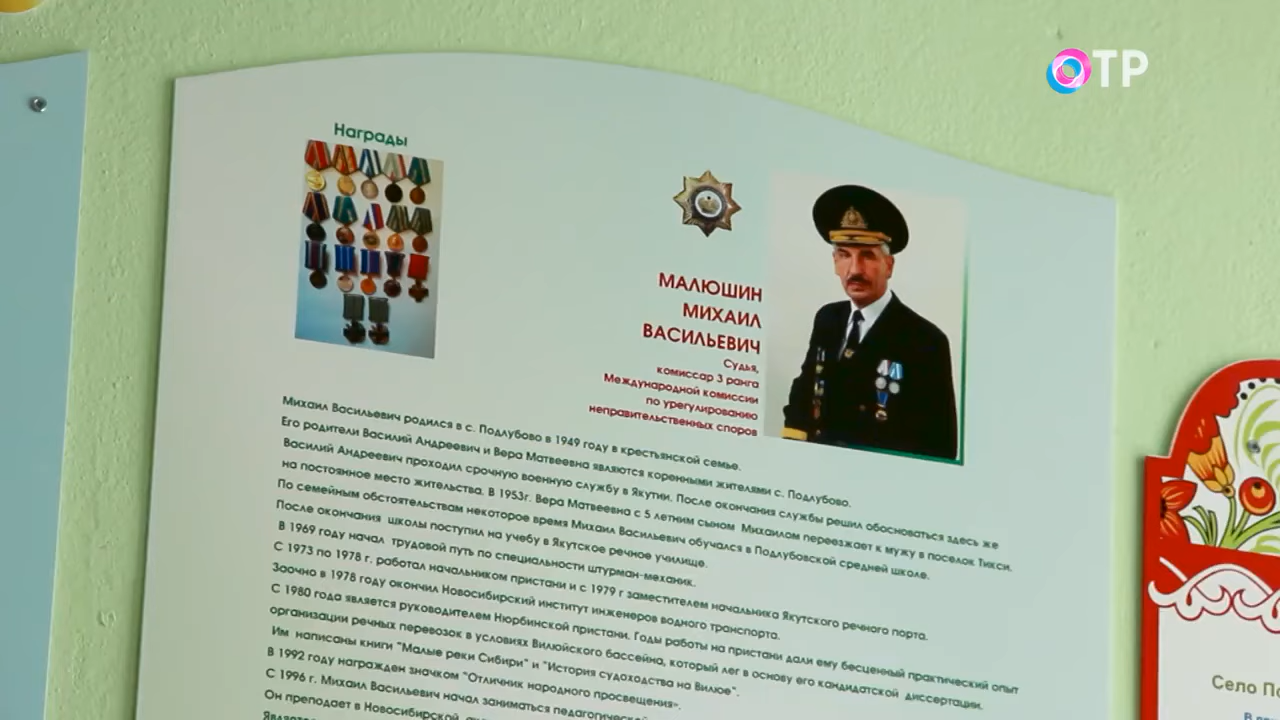 ОТР
Награды
МАЛЮШИН
МИХАИЛ
ВАСИЛЬЕВИЧ
Судья,
комиссар 3 ранга
Международной комиссии
по урегулированию
неправительственных споров
Михаил Васильевич родился в с. Подлубово в 1949 году в крестьянской семье.
Его родители Василий Андреевич и Вера Матвеевна являются коренными жителями с. Подлубово.
Василий Андреевич проходил срочную военную службу в Якутии. После окончания службы решил обосноваться здесь же
на постоянное место жительства. В 1953г. Вера Матвеевна с 5 летним сыном Михаилом переезжает к мужу в поселок Тикси.
По семейным обстоятельствам некоторое время Михаил Васильевич обучался в Подлубовской средней школе.
После окончания школы поступил на учебу в Якутское речное училище.
В 1969 году начал трудовой путь по специальности штурман-механик.
С 1973 по 1978 г. работал начальником пристани и с 1979 г заместителем начальника Якутского речного порта.
Заочно в 1978 году окончил Новосибирский институт инженеров водного транспорта.
С 1980 года является руководителем Нюрбинской пристани. Годы работы на пристани дали ему бесценный практический опыт
организации речных перевозок в условиях Вилюйского бассейна, который лег в основу его кандидатской диссертации.
Им написаны книги "Малые реки Сибири" и "История судоходства на Вилюе".
В 1992 году награжден значком "Отличник народного просвещения».
С 1996 г. Михаил Васильевич начал заниматься
Он преподает в Новосибирской
Село